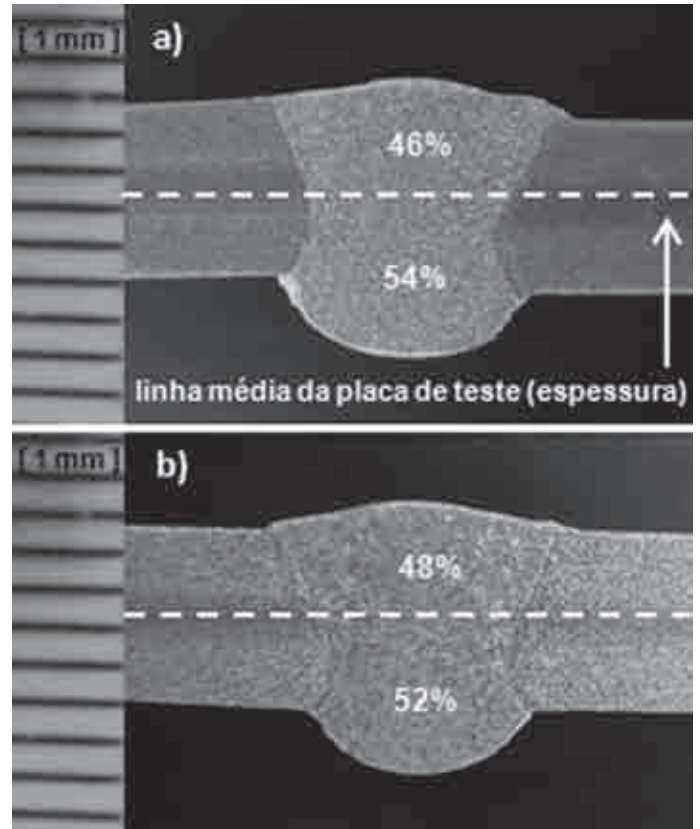 [1 mm]
a)
46%
54%
linha média da placa de teste (espessura)
[1 mm]
b)
48%
52%